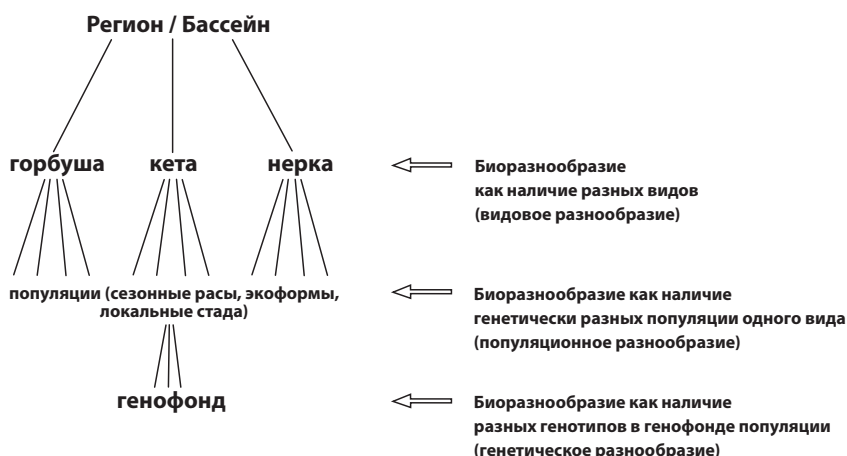 Регион / Бассейн
горбуша кета нерка
Биоразнообразие
как наличие разных видов
(видовое разнообразие)
популяции (сезонные расы, экоформы,
локальные стада)
Биоразнообразие как наличие
генетически разных популяции одного вида
(популяционное разнообразие)
генофонд
Биоразнообразие как наличие
разных генотипов в генофонде популяции
(генетическое разнообразие)